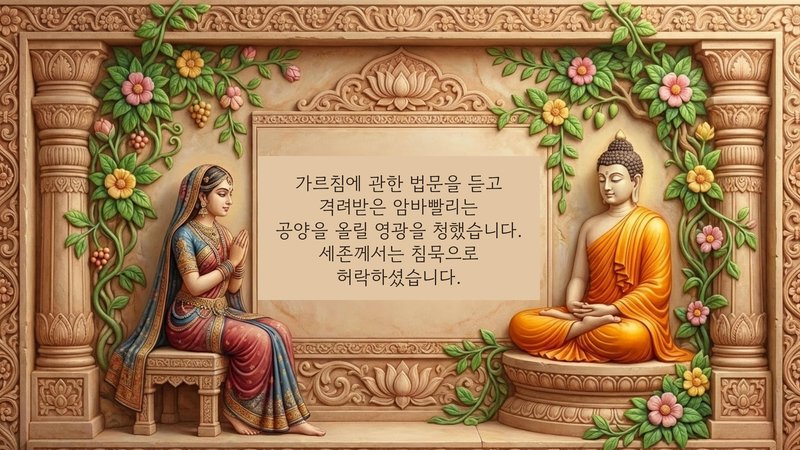 가르침에 관한 법문을 듣고
격려받은 암바빨리는
공양을 올릴 영광을 청했습니다.
세존께서는 침묵으로
허락하셨습니다.